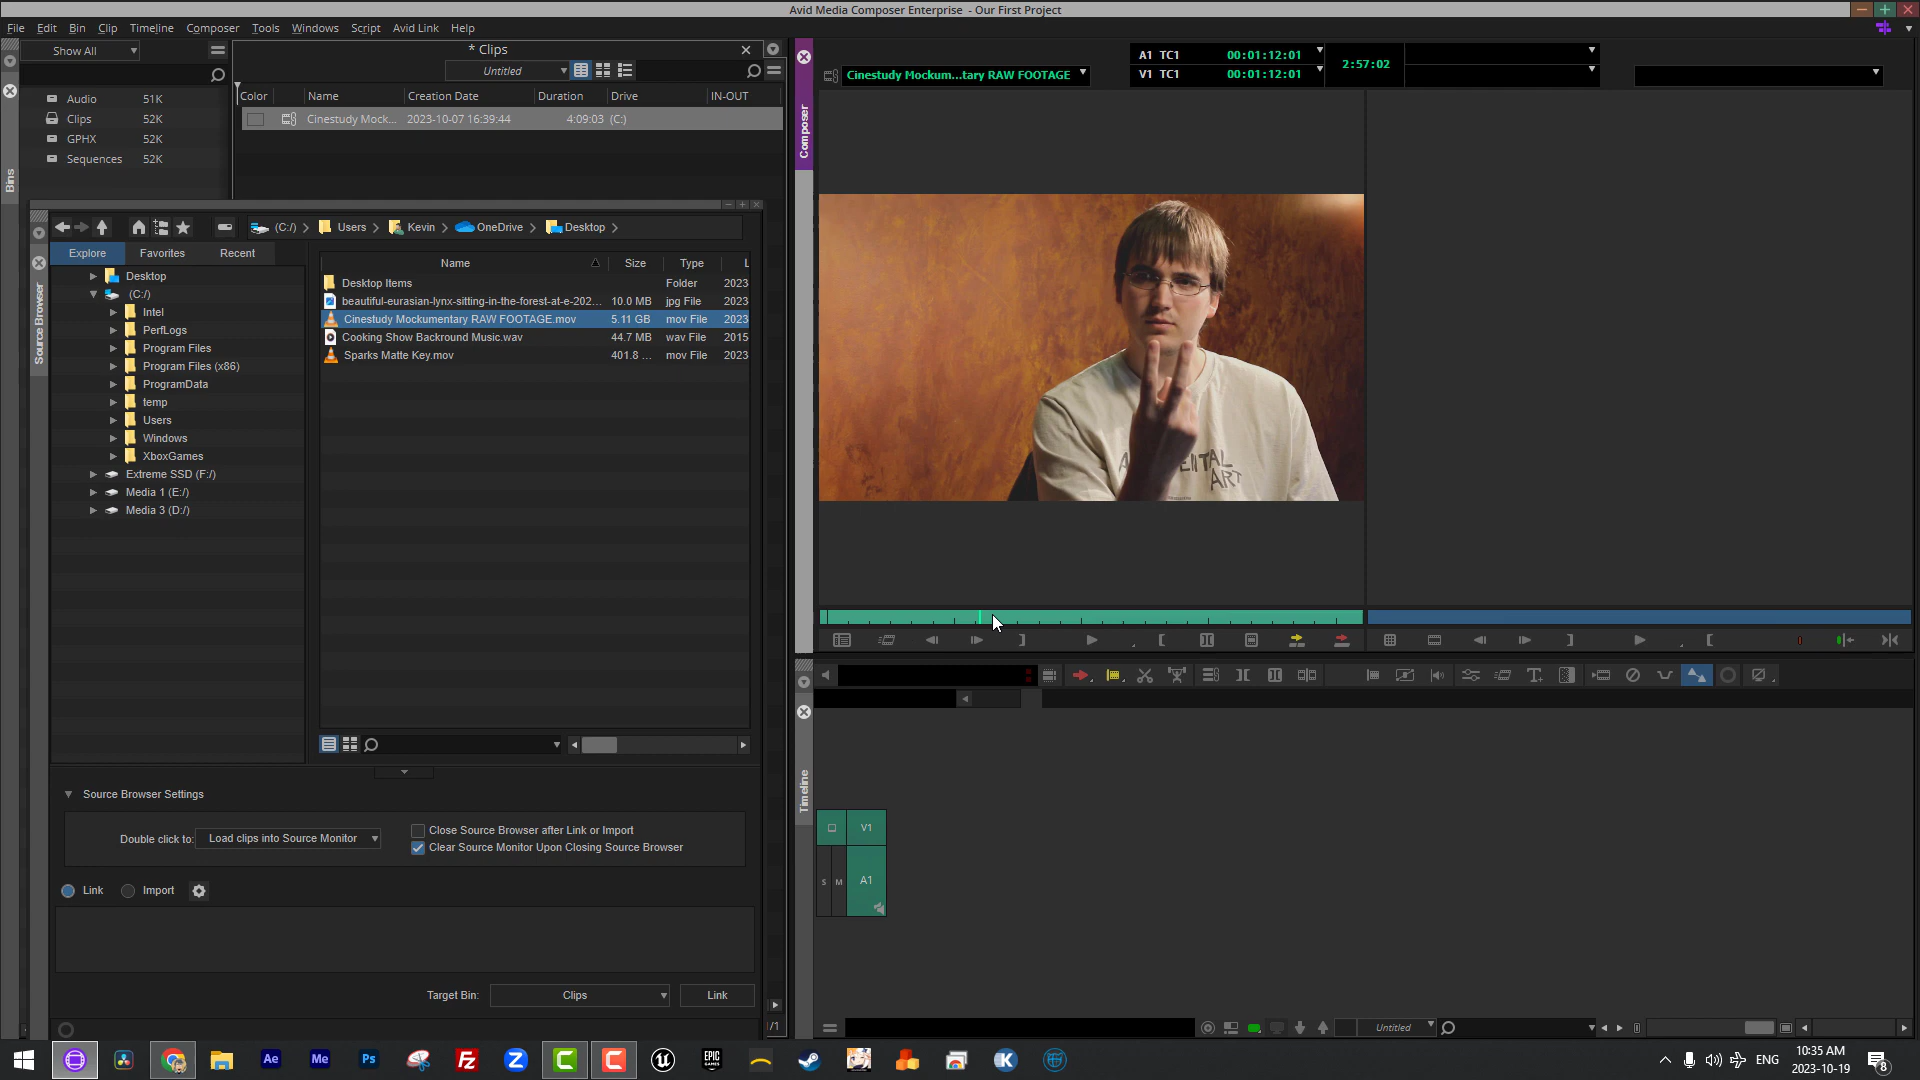 Avid Media Composer Enterprise - Our First Project
File Edit Bin Clip Timeline Composer Tools Windows Script Avid Link Help
Show All
* Clips
Untitled
Color Name Creation Date Duration Drive IN-OUT
Cinestudy Mock... 2023-10-07 16:39:44 4:09:03 (C:)
Audio 51K
Clips 52K
GPHX 52K
Sequences 52K
Bins
(C:/) Users Kevin OneDrive Desktop
Explore Favorites Recent
Source Browser
Desktop
(C:/)
Intel
PerfLogs
Program Files
Program Files (x86)
ProgramData
temp
Users
Windows
XboxGames
Extreme SSD (F:/)
Media 1 (E:/)
Media 3 (D:/)
Name Size Type L
Desktop Items Folder 2023
beautiful-eurasian-lynx-sitting-in-the-forest-at-e-202... 10.0 MB jpg File 2023
Cinestudy Mockumentary RAW FOOTAGE.mov 5.11 GB mov File 2023
Cooking Show Backround Music.wav 44.7 MB wav File 2015
Sparks Matte Key.mov 401.8 ... mov File 2023
Source Browser Settings
Double click to: Load clips into Source Monitor
Close Source Browser after Link or Import
Clear Source Monitor Upon Closing Source Browser
Link Import
Target Bin: Clips Link
/1
Composer
Cinestudy Mockum...tary RAW FOOTAGE
A1 TC1 00:01:12:01
V1 TC1 00:01:12:01
2:57:02
ART
Timeline
V1
S M A1
Untitled
Ae Me Ps
EPIC GAMES
ENG
10:35 AM
2023-10-19
8